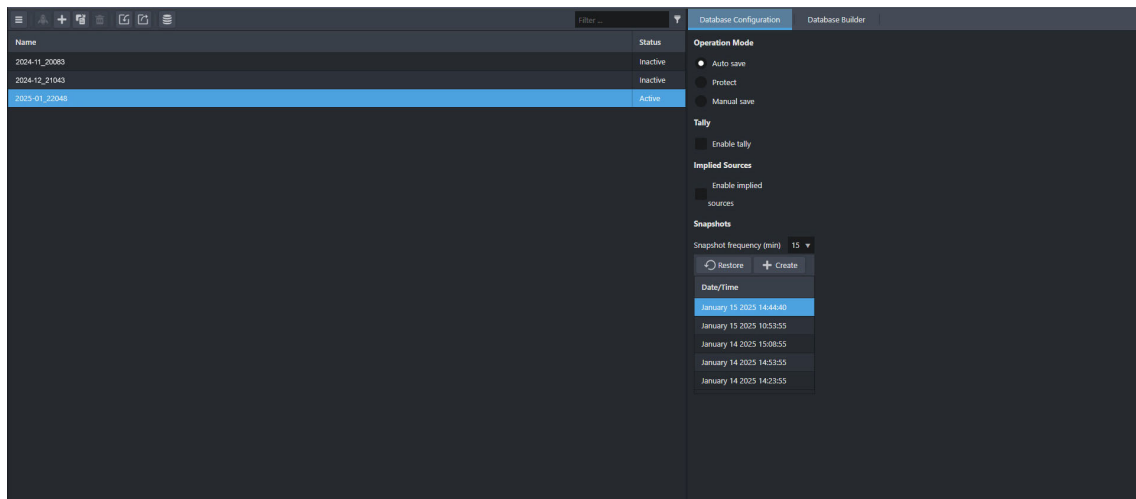 Filter ...
Name Status
2024-11_20083 Inactive
2024-12_21043 Inactive
2025-01_22048 Active
Database Configuration Database Builder
Operation Mode
Auto save
Protect
Manual save
Tally
Enable tally
Implied Sources
Enable implied
sources
Snapshots
Snapshot frequency (min) 15
Restore Create
Date/Time
January 15 2025 14:44:40
January 15 2025 10:53:55
January 14 2025 15:08:55
January 14 2025 14:53:55
January 14 2025 14:23:55